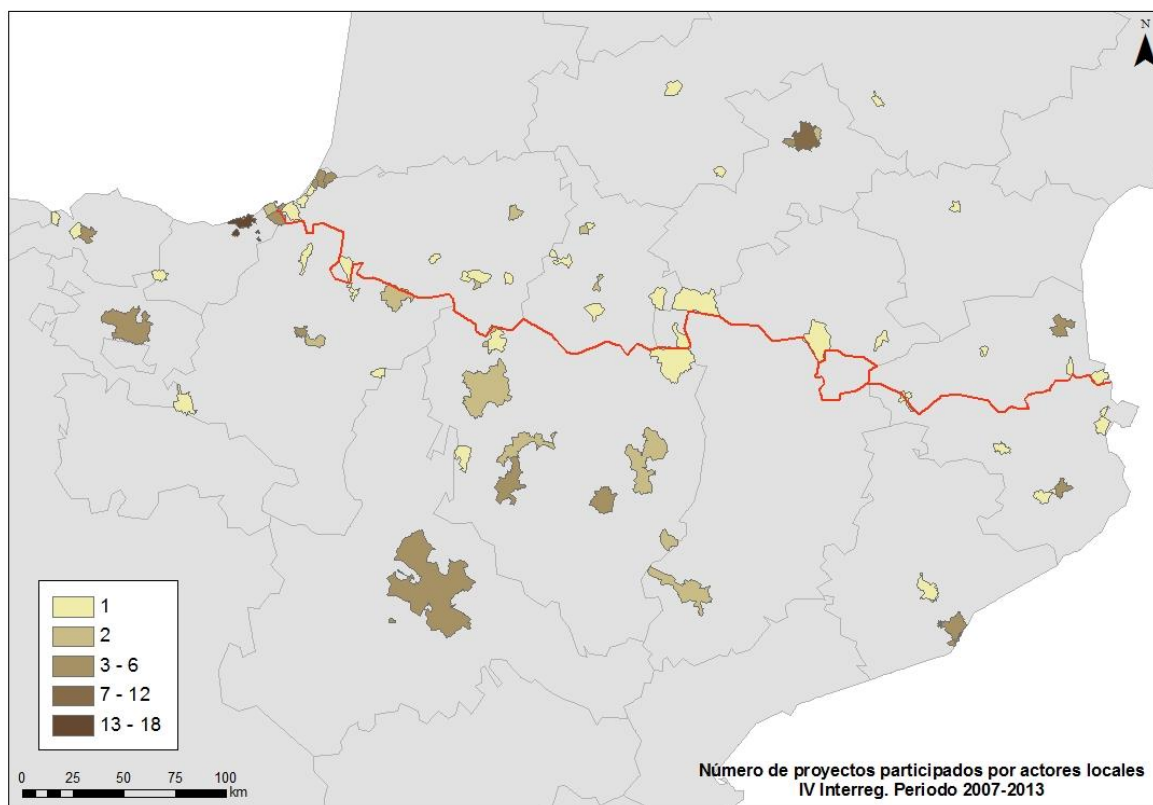 N
1
2
3 - 6
7 - 12
13 - 18
0 25 50 75 100
km
Número de proyectos participados por actores locales
IV Interreg. Periodo 2007-2013